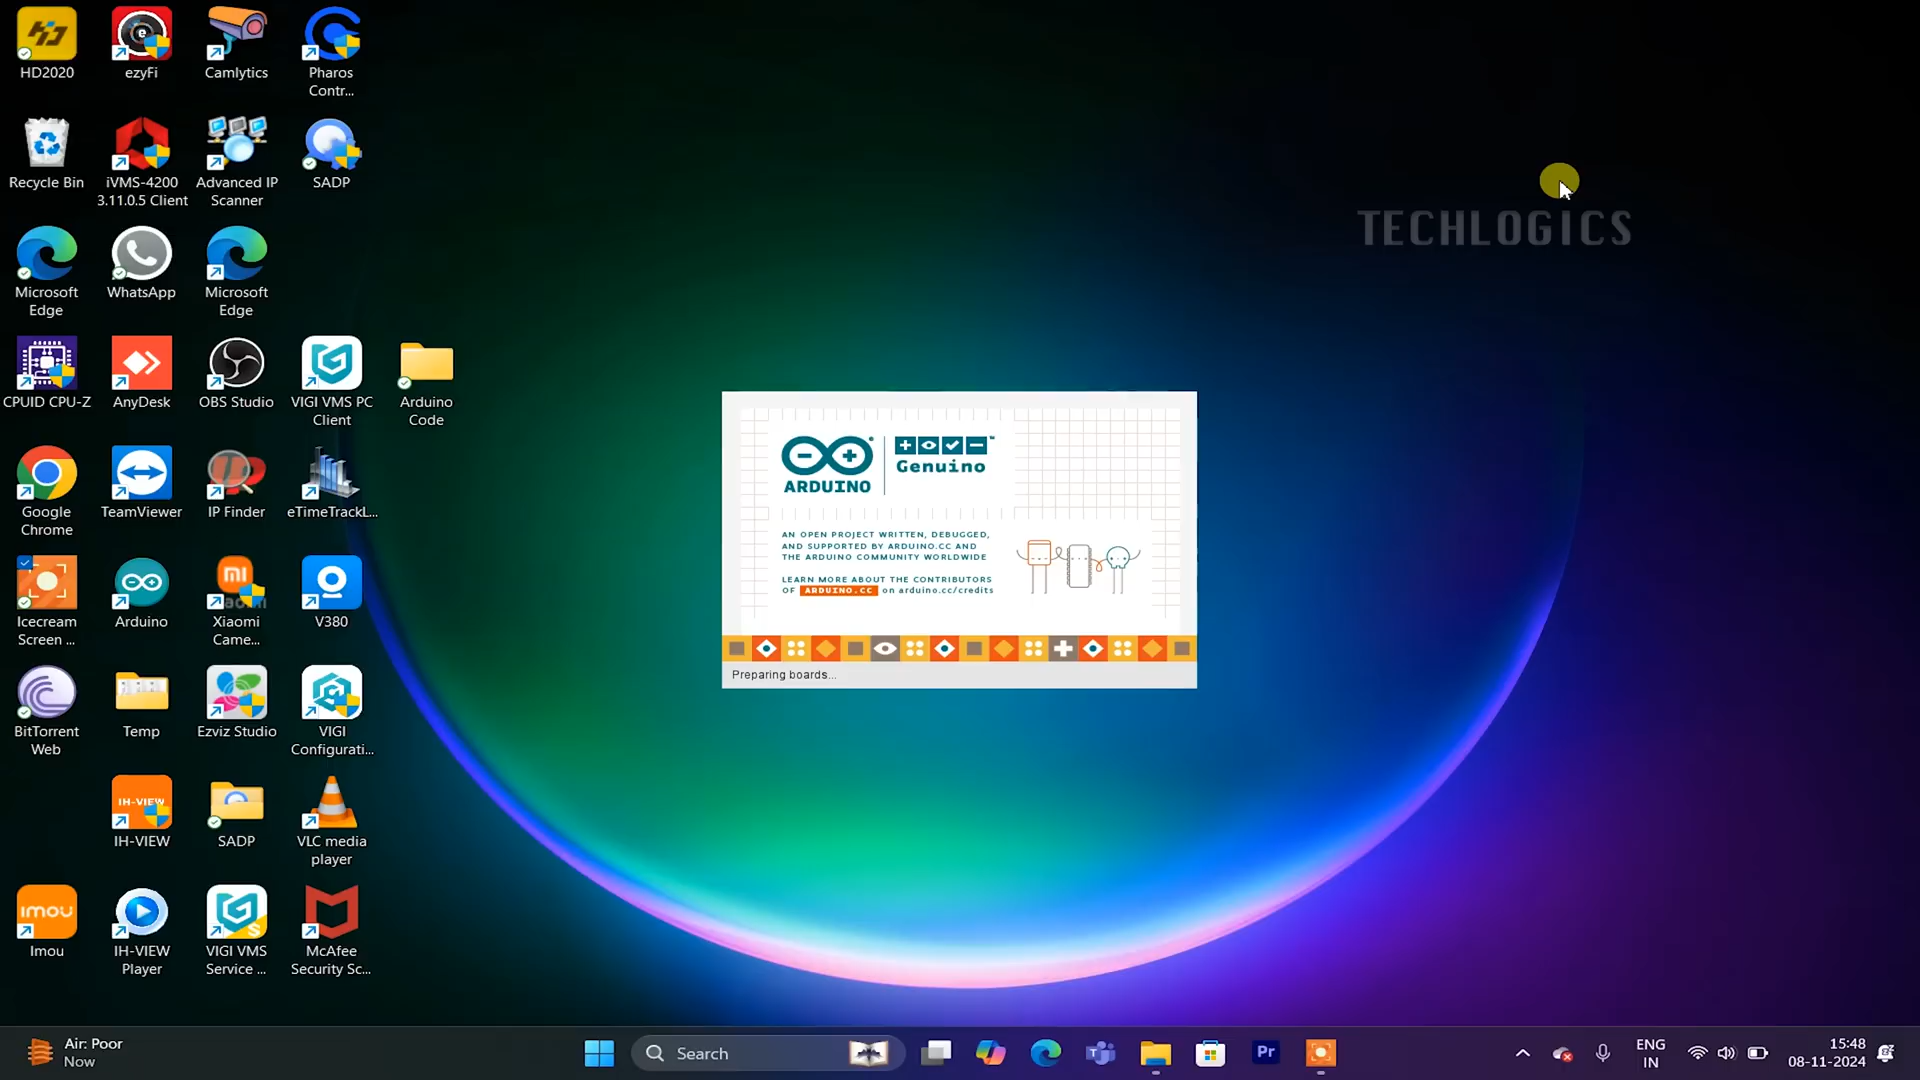 HD2020
ezyFi
Camlytics
Pharos
Contr...
Recycle Bin
iVMS-4200
3.11.0.5 Client
Advanced IP
Scanner
SADP
TECHLOGICS
Microsoft
Edge
WhatsApp
Microsoft
Edge
CPUID CPU-Z
AnyDesk
OBS Studio
VIGI VMS PC
Client
Arduino
Code
Google
Chrome
TeamViewer
IP Finder
eTimeTrackL...
Icecream
Screen ...
Arduino
Xiaomi
Came...
V380
BitTorrent
Web
Temp
Ezviz Studio
VIGI
Configurati...
IH-VIEW
IH-VIEW
SADP
VLC media
player
imou
Imou
IH-VIEW
Player
VIGI VMS
Service ...
McAfee
Security Sc...
ARDUINO
Genuino
AN OPEN PROJECT WRITTEN, DEBUGGED,
AND SUPPORTED BY ARDUINO.CC AND
THE ARDUINO COMMUNITY WORLDWIDE
LEARN MORE ABOUT THE CONTRIBUTORS
OF ARDUINO.CC on arduino.cc/credits
Preparing boards...
Air: Poor
Now
Search
Pr
ENG
IN
15:48
08-11-2024